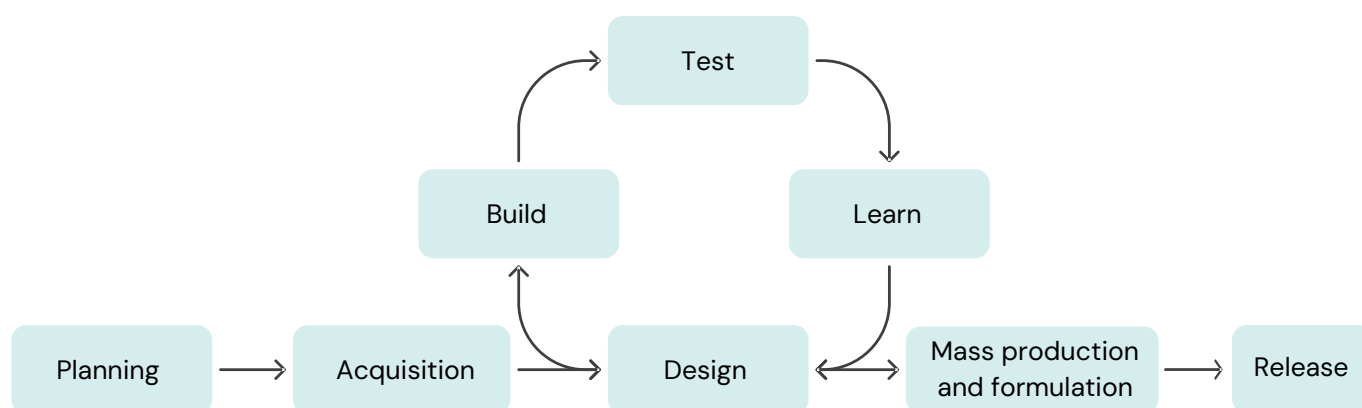 Test
Build
Learn
Planning
Acquisition
Design
Mass production
and formulation
Release